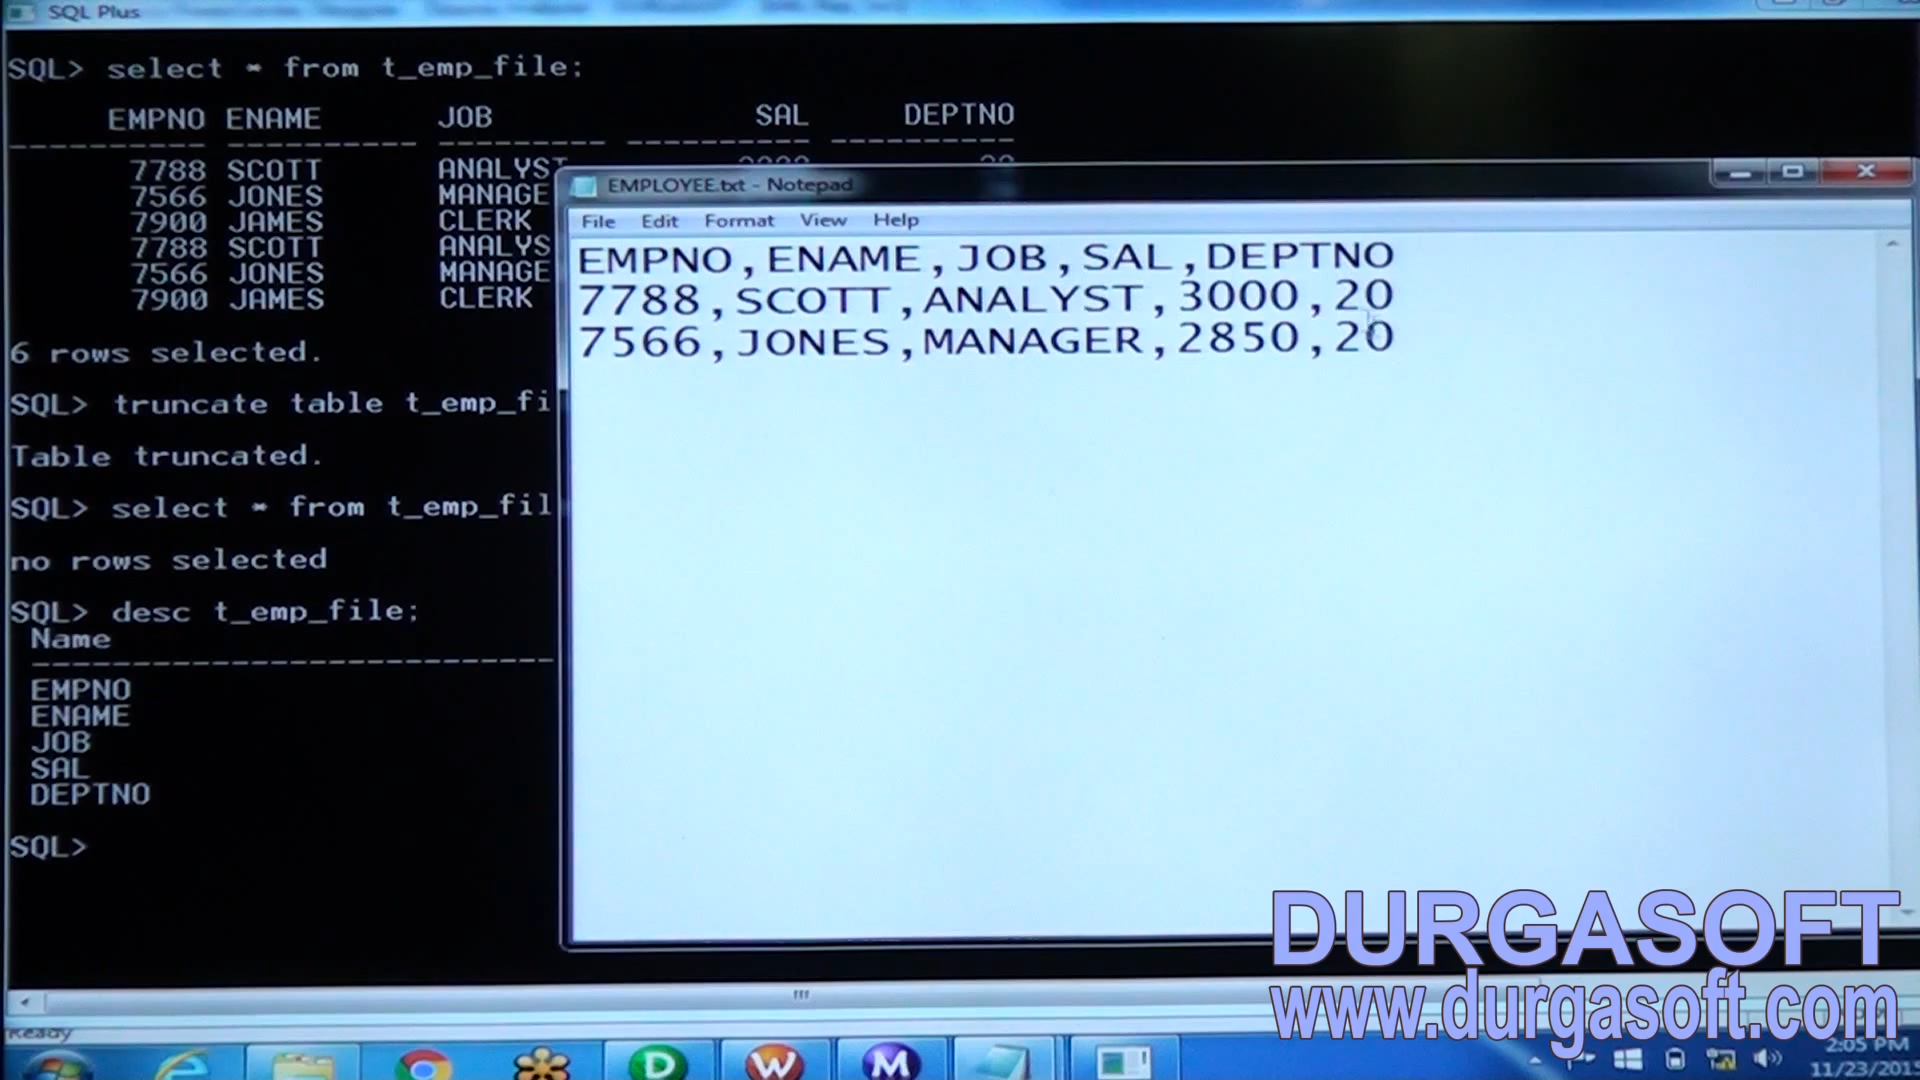 SQL Plus
SQL> select * from t_emp_file;
EMPNO ENAME JOB SAL DEPTNO
7788 SCOTT ANALYST
7566 JONES MANAGE
7900 JAMES CLERK
7788 SCOTT ANALYS
7566 JONES MANAGE
7900 JAMES CLERK
6 rows selected.
SQL> truncate table t_emp_fi
Table truncated.
SQL> select * from t_emp_fil
no rows selected
SQL> desc t_emp_file;
Name
EMPNO
ENAME
JOB
SAL
DEPTNO
SQL>
EMPLOYEE.txt - Notepad
File Edit Format View Help
EMPNO,ENAME,JOB,SAL,DEPTNO
7788,SCOTT,ANALYST,3000,20
7566,JONES,MANAGER,2850,20
DURGASOFT
www.durgasoft.com
Ready
D W M
2:05 PM
11/23/201